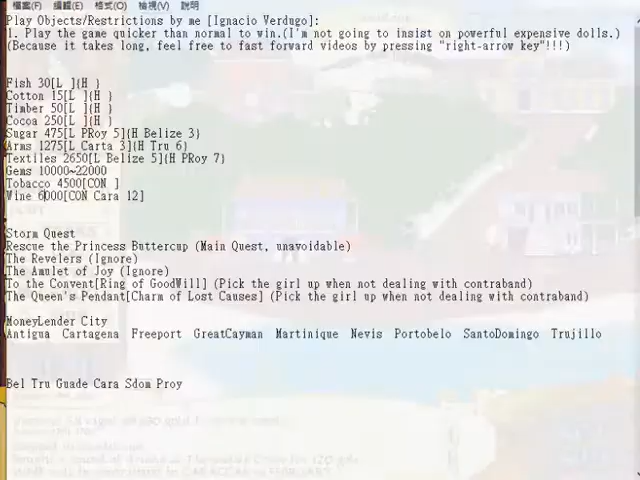 檔案(F) 編輯(E) 格式(O) 檢視(V) 說明
Play Objects/Restrictions by me [Ignacio Verdugo]:
1. Play the game quicker than normal to win.(I'm not going to insist on powerful expensive dolls.)
(Because it takes long, feel free to fast forward videos by pressing "right-arrow key"!!!)
Fish 30[L ]{H }
Cotton 15[L ]{H }
Timber 50[L ]{H }
Cocoa 250[L ]{H }
Sugar 475[L PRoy 5]{H Belize 3}
Arms 1275[L Carta 3]{H Tru 6}
Textiles 2650[L Belize 5]{H PRoy 7}
Gems 10000~22000
Tobacco 4500[CON ]
Wine 6000[CON Cara 12]
Storm Quest
Rescue the Princess Buttercup (Main Quest, unavoidable)
The Revelers (Ignore)
The Amulet of Joy (Ignore)
To the Convent[Ring of GoodWill] (Pick the girl up when not dealing with contraband)
The Queen's Pendant[Charm of Lost Causes] (Pick the girl up when not dealing with contraband)
MoneyLender City
Antigua Cartagena Freeport GreatCayman Martinique Nevis Portobelo SantoDomingo Trujillo
Bel Tru Guade Cara Sdom Proy